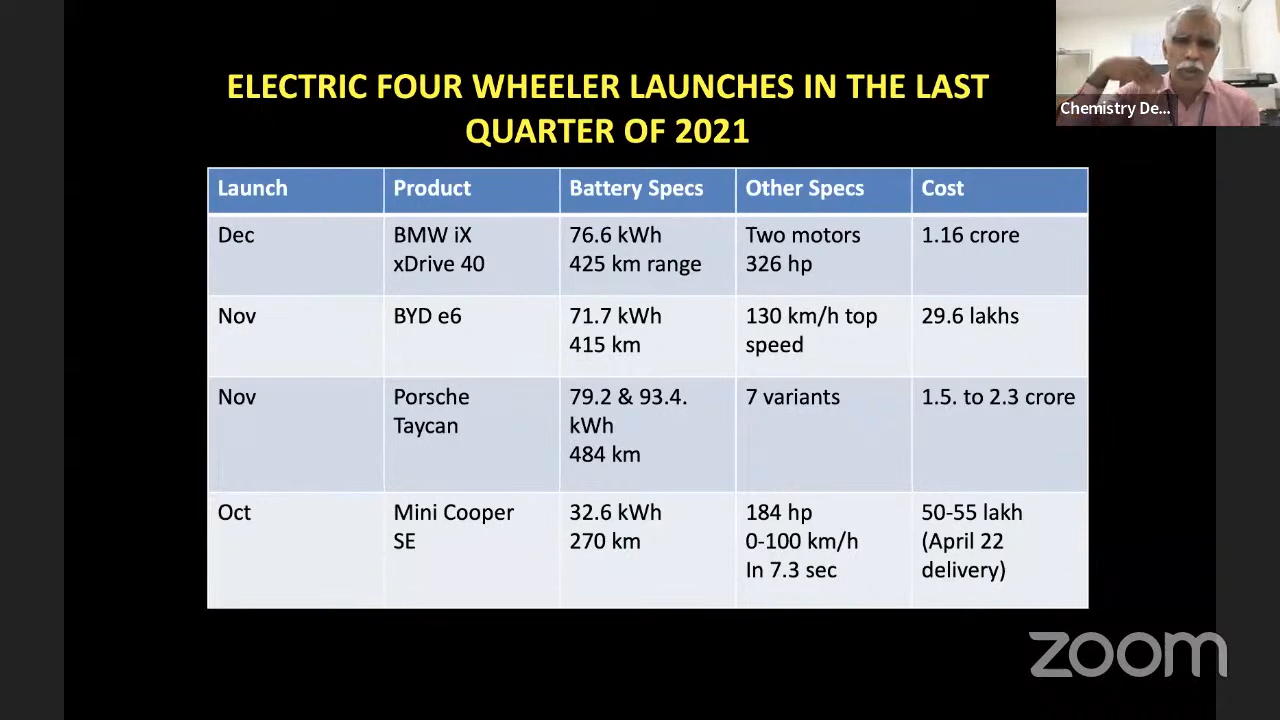 ELECTRIC FOUR WHEELER LAUNCHES IN THE LAST
QUARTER OF 2021
Chemistry De...
Launch Product Battery Specs Other Specs Cost
Dec
BMW iX
xDrive 40
76.6 kWh
425 km range
Two motors
326 hp
1.16 crore
Nov
BYD e6
71.7 kWh
415 km
130 km/h top
speed
29.6 lakhs
Nov
Porsche
Taycan
79.2 & 93.4.
kWh
484 km
7 variants
1.5. to 2.3 crore
Oct
Mini Cooper
SE
32.6 kWh
270 km
184 hp
0-100 km/h
In 7.3 sec
50-55 lakh
(April 22
delivery)
zoom